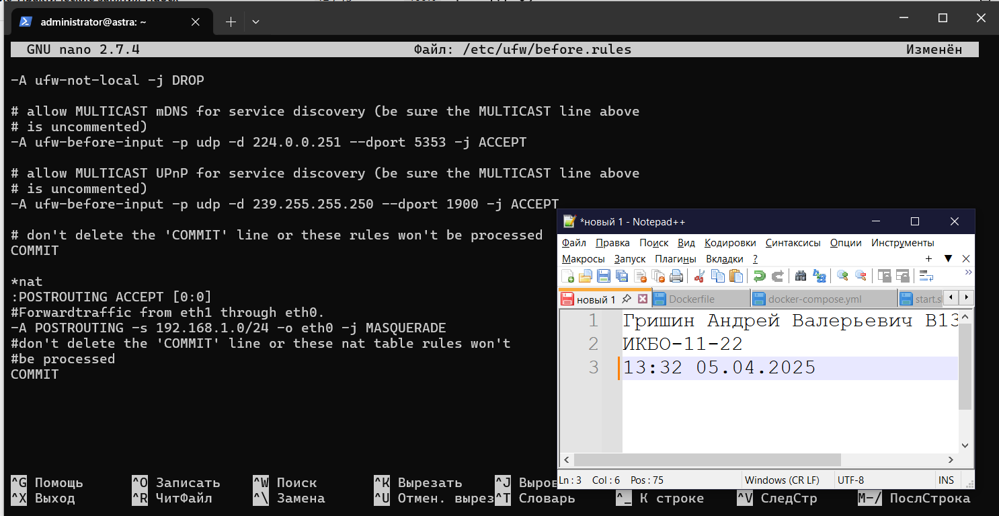 administrator@astra: ~
GNU nano 2.7.4 Файл: /etc/ufw/before.rules Изменён
-A ufw-not-local -j DROP
# allow MULTICAST mDNS for service discovery (be sure the MULTICAST line above
# is uncommented)
-A ufw-before-input -p udp -d 224.0.0.251 --dport 5353 -j ACCEPT
# allow MULTICAST UPnP for service discovery (be sure the MULTICAST line above
# is uncommented)
-A ufw-before-input -p udp -d 239.255.255.250 --dport 1900 -j ACCEPT
# don't delete the 'COMMIT' line or these rules won't be processed
COMMIT
*nat
:POSTROUTING ACCEPT [0:0]
#Forwardtraffic from eth1 through eth0.
-A POSTROUTING -s 192.168.1.0/24 -o eth0 -j MASQUERADE
#don't delete the 'COMMIT' line or these nat table rules won't
#be processed
COMMIT
*новый 1 - Notepad++
Файл Правка Поиск Вид Кодировки Синтаксисы Опции Инструменты
Макросы Запуск Плагины Вкладки ?
новый 1 Dockerfile docker-compose.yml start.s
1 Гришин Андрей Валерьевич В13
2 ИКБО-11-22
3 13:32 05.04.2025
Ln : 3 Col : 6 Pos : 75 Windows (CR LF) UTF-8 INS
^G Помощь ^O Записать ^W Поиск ^K Вырезать ^J Выров
^X Выход ^R ЧитФайл ^\ Замена ^U Отмен. вырез ^T Словарь ^_ К строке ^V СледСтр M-/ ПослСтрока